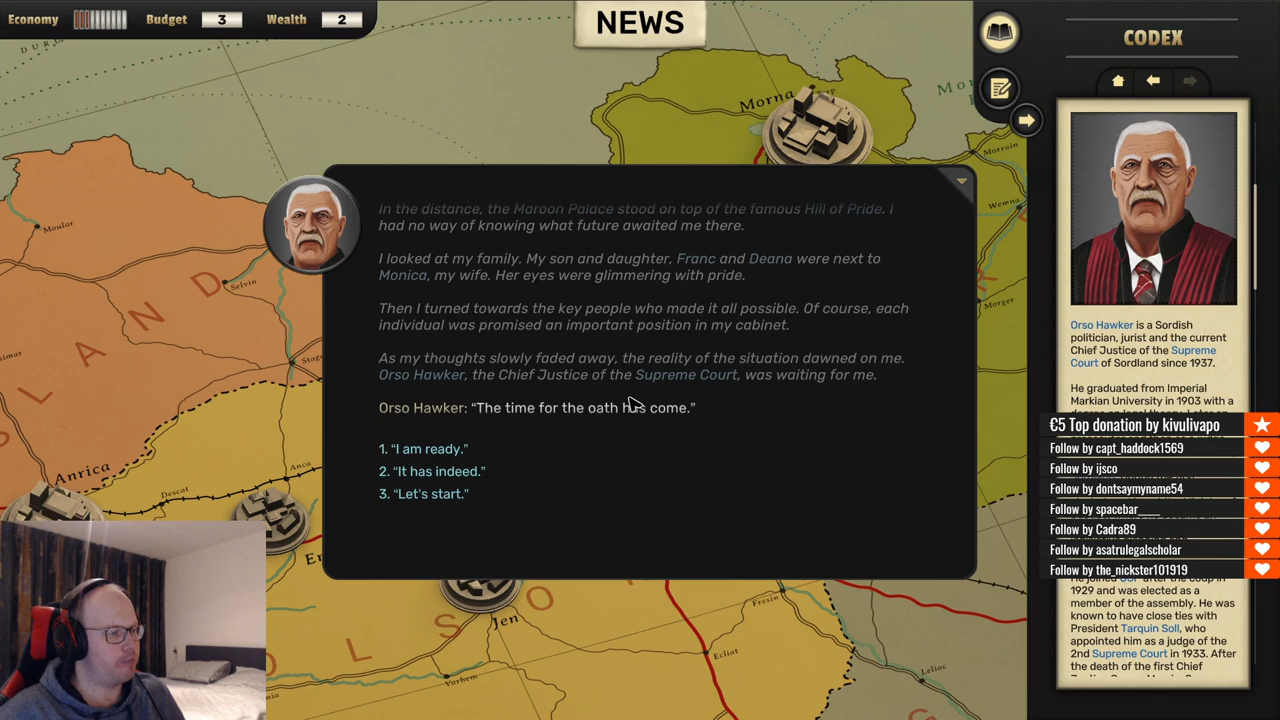 Economy
Budget 3
Wealth 2
NEWS
CODEX
Morna
Moular
Selvin
Morrain
Wemna
Morger
L A N D
Anrica
Descat
Anca
Jen
Varhem
Ecliat
Fresin
Leliac
In the distance, the Maroon Palace stood on top of the famous Hill of Pride. I
had no way of knowing what future awaited me there.
I looked at my family. My son and daughter, Franc and Deana were next to
Monica, my wife. Her eyes were glimmering with pride.
Then I turned towards the key people who made it all possible. Of course, each
individual was promised an important position in my cabinet.
As my thoughts slowly faded away, the reality of the situation dawned on me.
Orso Hawker, the Chief Justice of the Supreme Court, was waiting for me.
Orso Hawker: “The time for the oath has come.”
1. “I am ready.”
2. “It has indeed.”
3. “Let's start.”
Orso Hawker is a Sordish
politician, jurist and the current
Chief Justice of the Supreme
Court of Sordland since 1937.
He graduated from Imperial
Markian University in 1903 with a
€5 Top donation by kivulivapo
Follow by capt_haddock1569
Follow by ijsco
Follow by dontsaymyname54
Follow by spacebar____
Follow by Cadra89
Follow by asatrulegalscholar
Follow by the_nickster101919
1929 and was elected as a
member of the assembly. He was
known to have close ties with
President Tarquin Soll, who
appointed him as a judge of the
2nd Supreme Court in 1933. After
the death of the first Chief